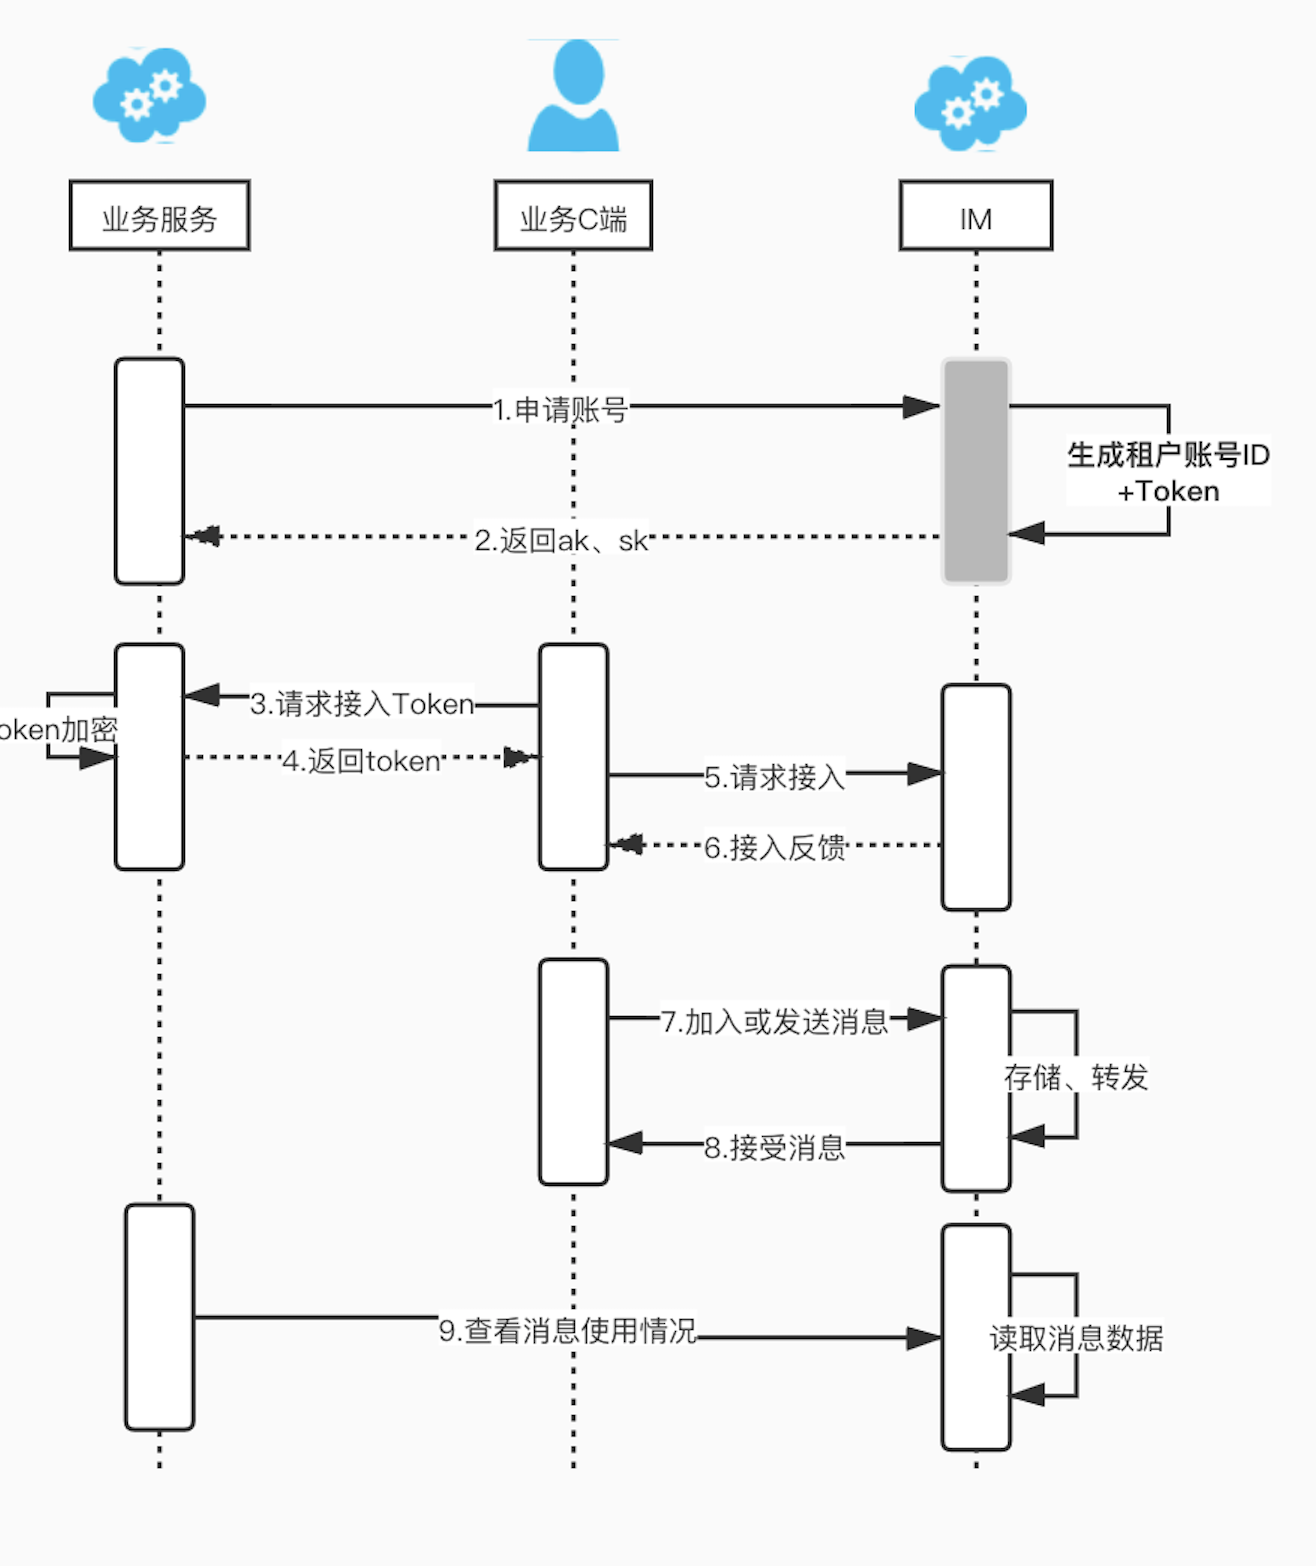 业务服务
业务C端
IM
1.申请账号
生成租户账号ID
+Token
2.返回ak、sk
3.请求接入Token
oken加密
4.返回token
5.请求接入
6.接入反馈
7.加入或发送消息
存储、转发
8.接受消息
9.查看消息使用情况
读取消息数据